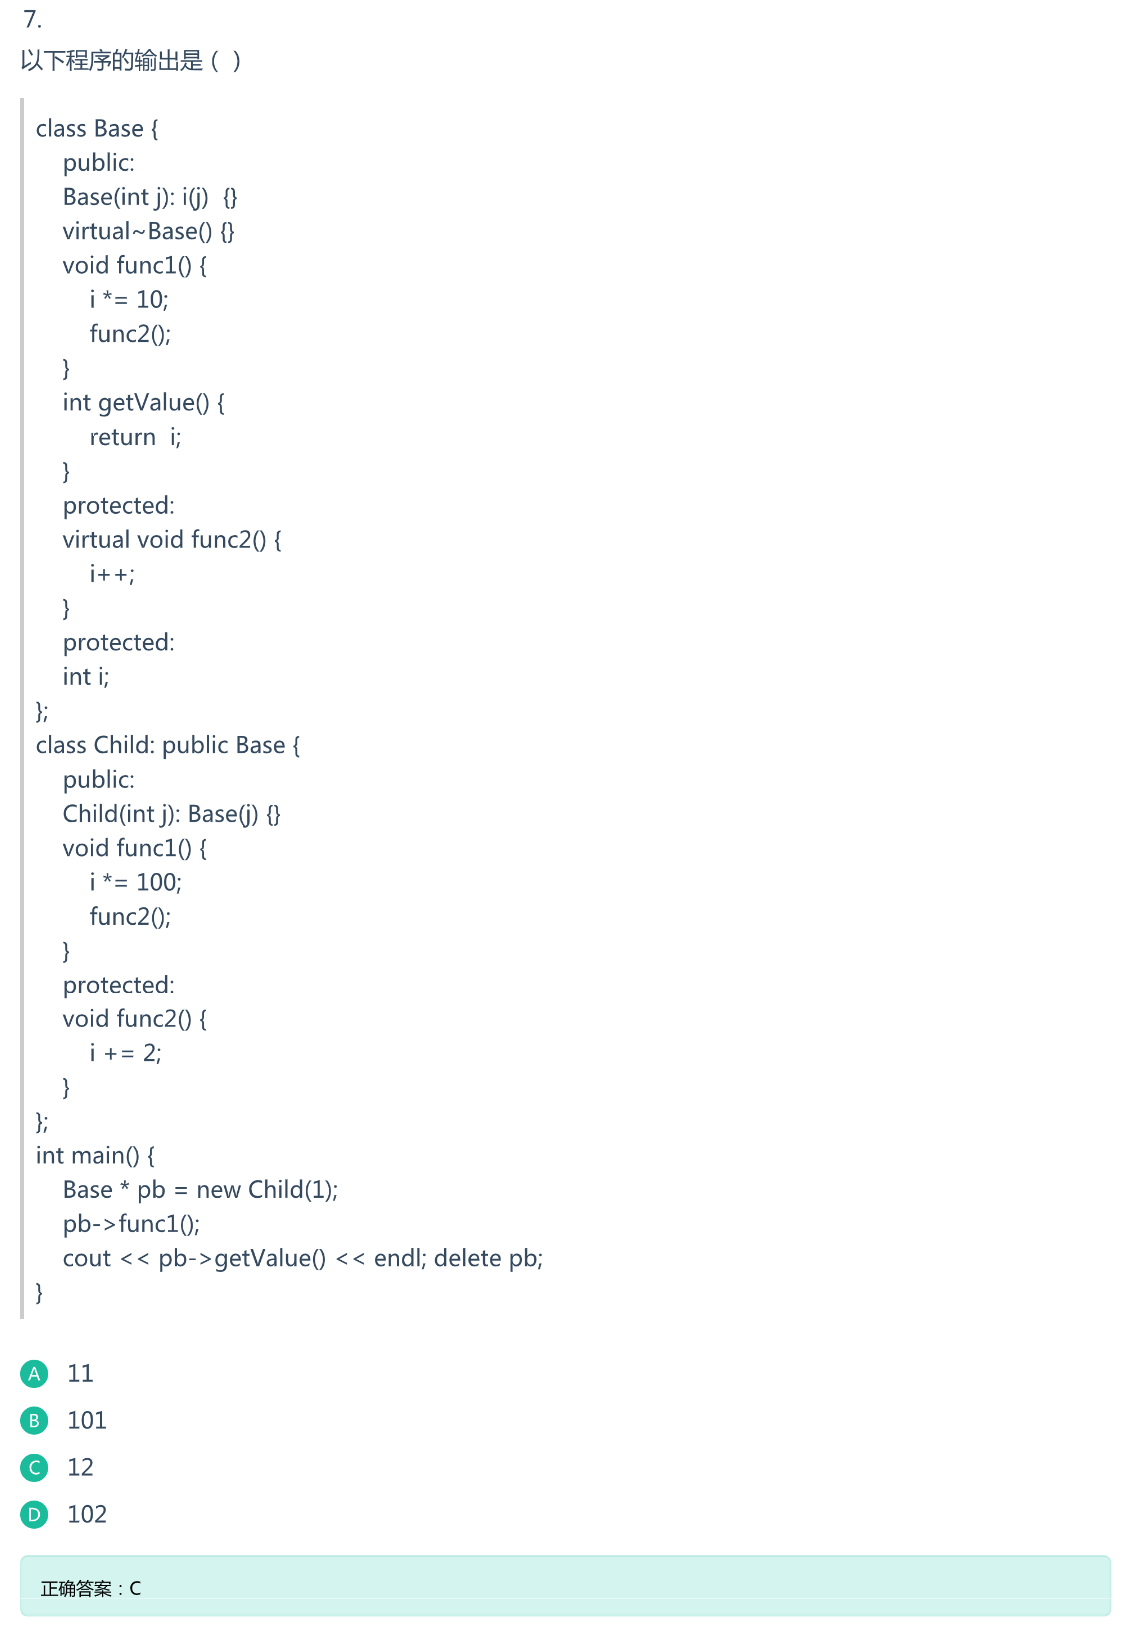 7.
以下程序的输出是（ ）
class Base {
public:
Base(int j): i(j)  {}
virtual~Base() {}
void func1() {
i *= 10;
func2();
}
int getValue() {
return  i;
}
protected:
virtual void func2() {
i++;
}
protected:
int i;
};
class Child: public Base {
public:
Child(int j): Base(j) {}
void func1() {
i *= 100;
func2();
}
protected:
void func2() {
i += 2;
}
};
int main() {
Base * pb = new Child(1);
pb->func1();
cout << pb->getValue() << endl; delete pb;
}
A 11
B 101
C 12
D 102
正确答案：C